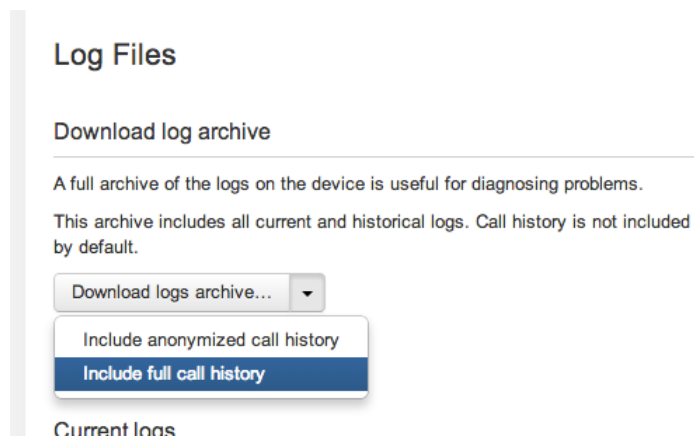 Log Files
Download log archive
A full archive of the logs on the device is useful for diagnosing problems.
This archive includes all current and historical logs. Call history is not included
by default.
Download logs archive...
Include anonymized call history
Include full call history
Current logs